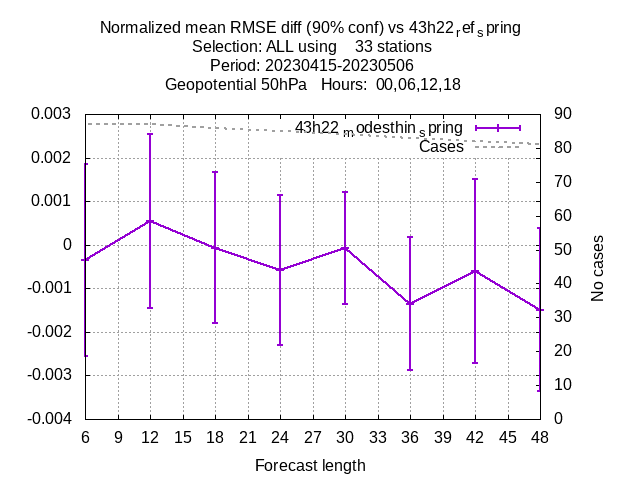 Normalized mean RMSE diff (90% conf) vs 43h22refspring
Selection: ALL using 33 stations
Period: 20230415-20230506
Geopotential 50hPa Hours: 00,06,12,18
43h22modesthinspring
Cases
0.003
0.002
0.001
0
-0.001
-0.002
-0.003
-0.004
90
80
70
60
50
40
30
20
10
0
No cases
6 9 12 15 18 21 24 27 30 33 36 39 42 45 48
Forecast length